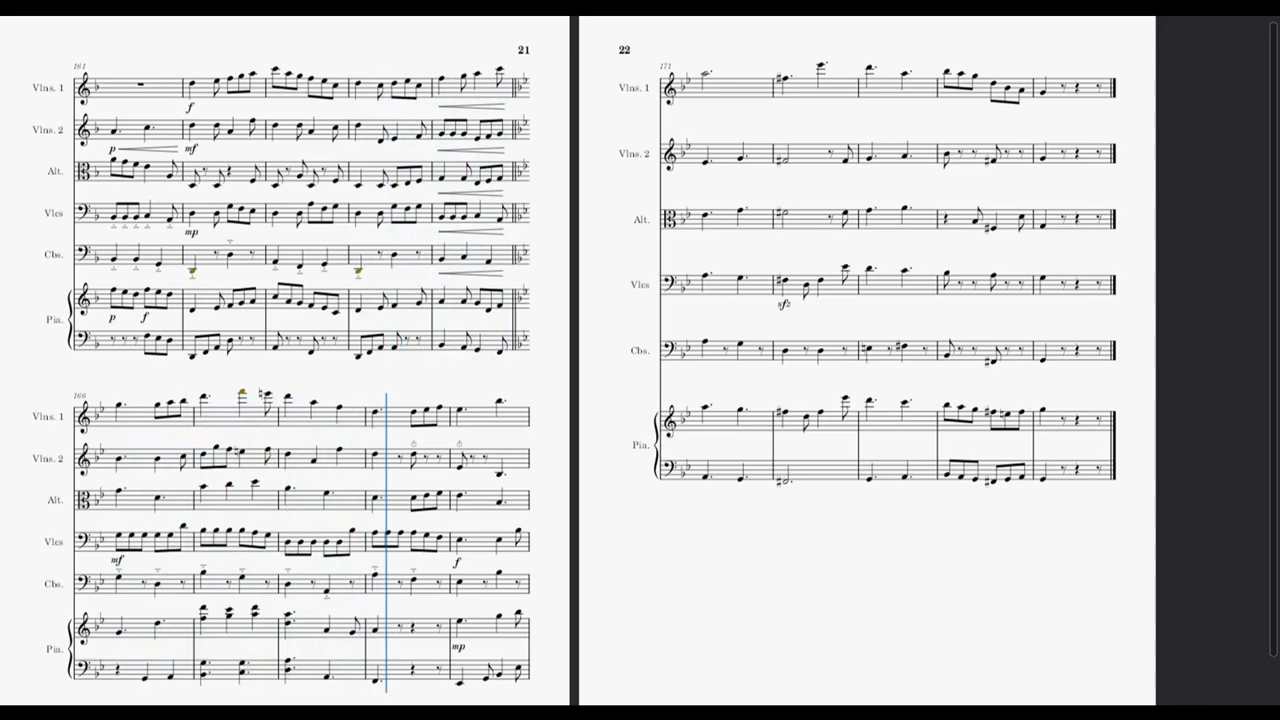 21
161
Vlns. 1
f
Vlns. 2
p mf
Alt.
Vlcs
mp
Cbs.
p f
Pia.
166
Vlns. 1
Vlns. 2
Alt.
Vlcs
mf f
Cbs.
Pia.
mp
22
171
Vlns. 1
Vlns. 2
Alt.
Vlcs
sfz
Cbs.
Pia.